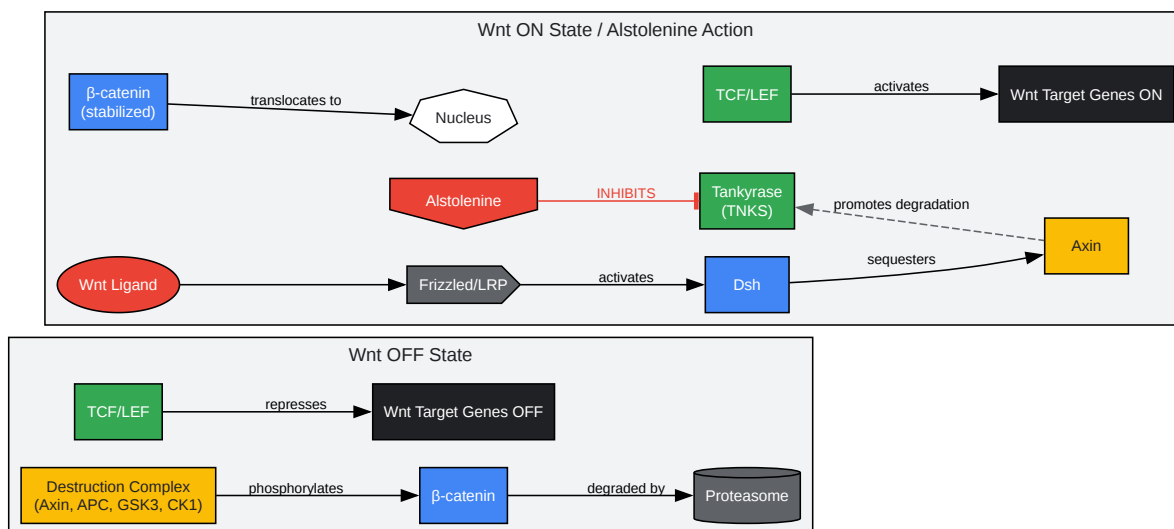 Wnt ON State / Alstolenine Action
β-catenin
(stabilized)
translocates to
Nucleus
TCF/LEF
activates
Wnt Target Genes ON
Alstolenine
INHIBITS
Tankyrase
(TNKS)
promotes degradation
Axin
Wnt Ligand
Frizzled/LRP
activates
Dsh
sequesters
Wnt OFF State
TCF/LEF
represses
Wnt Target Genes OFF
Destruction Complex
(Axin, APC, GSK3, CK1)
phosphorylates
β-catenin
degraded by
Proteasome